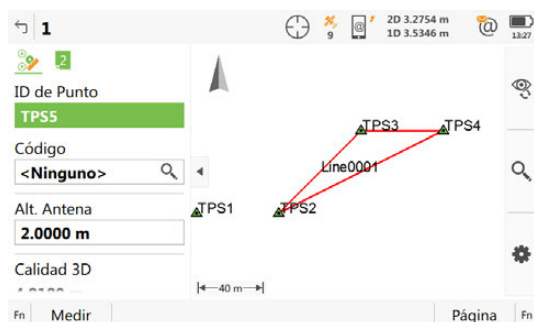 1
9
2D 3.2754 m
1D 3.5346 m
13:27
2
ID de Punto
TPS5
Código
<Ninguno>
Alt. Antena
2.0000 m
Calidad 3D
TPS3
TPS4
Line0001
TPS1
TPS2
40 m
Fn Medir Página Fn